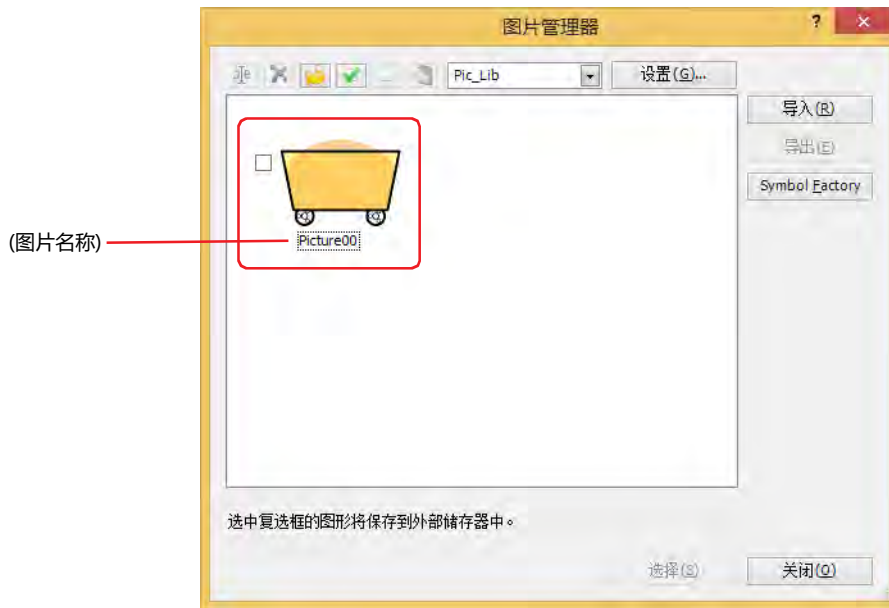 图片管理器
?
Pic_Lib
设置(G)...
导入(R)
导出(E)
Symbol Factory
(图片名称)
Picture00
选中复选框的图形将保存到外部储存器中。
选择(S)
关闭(O)